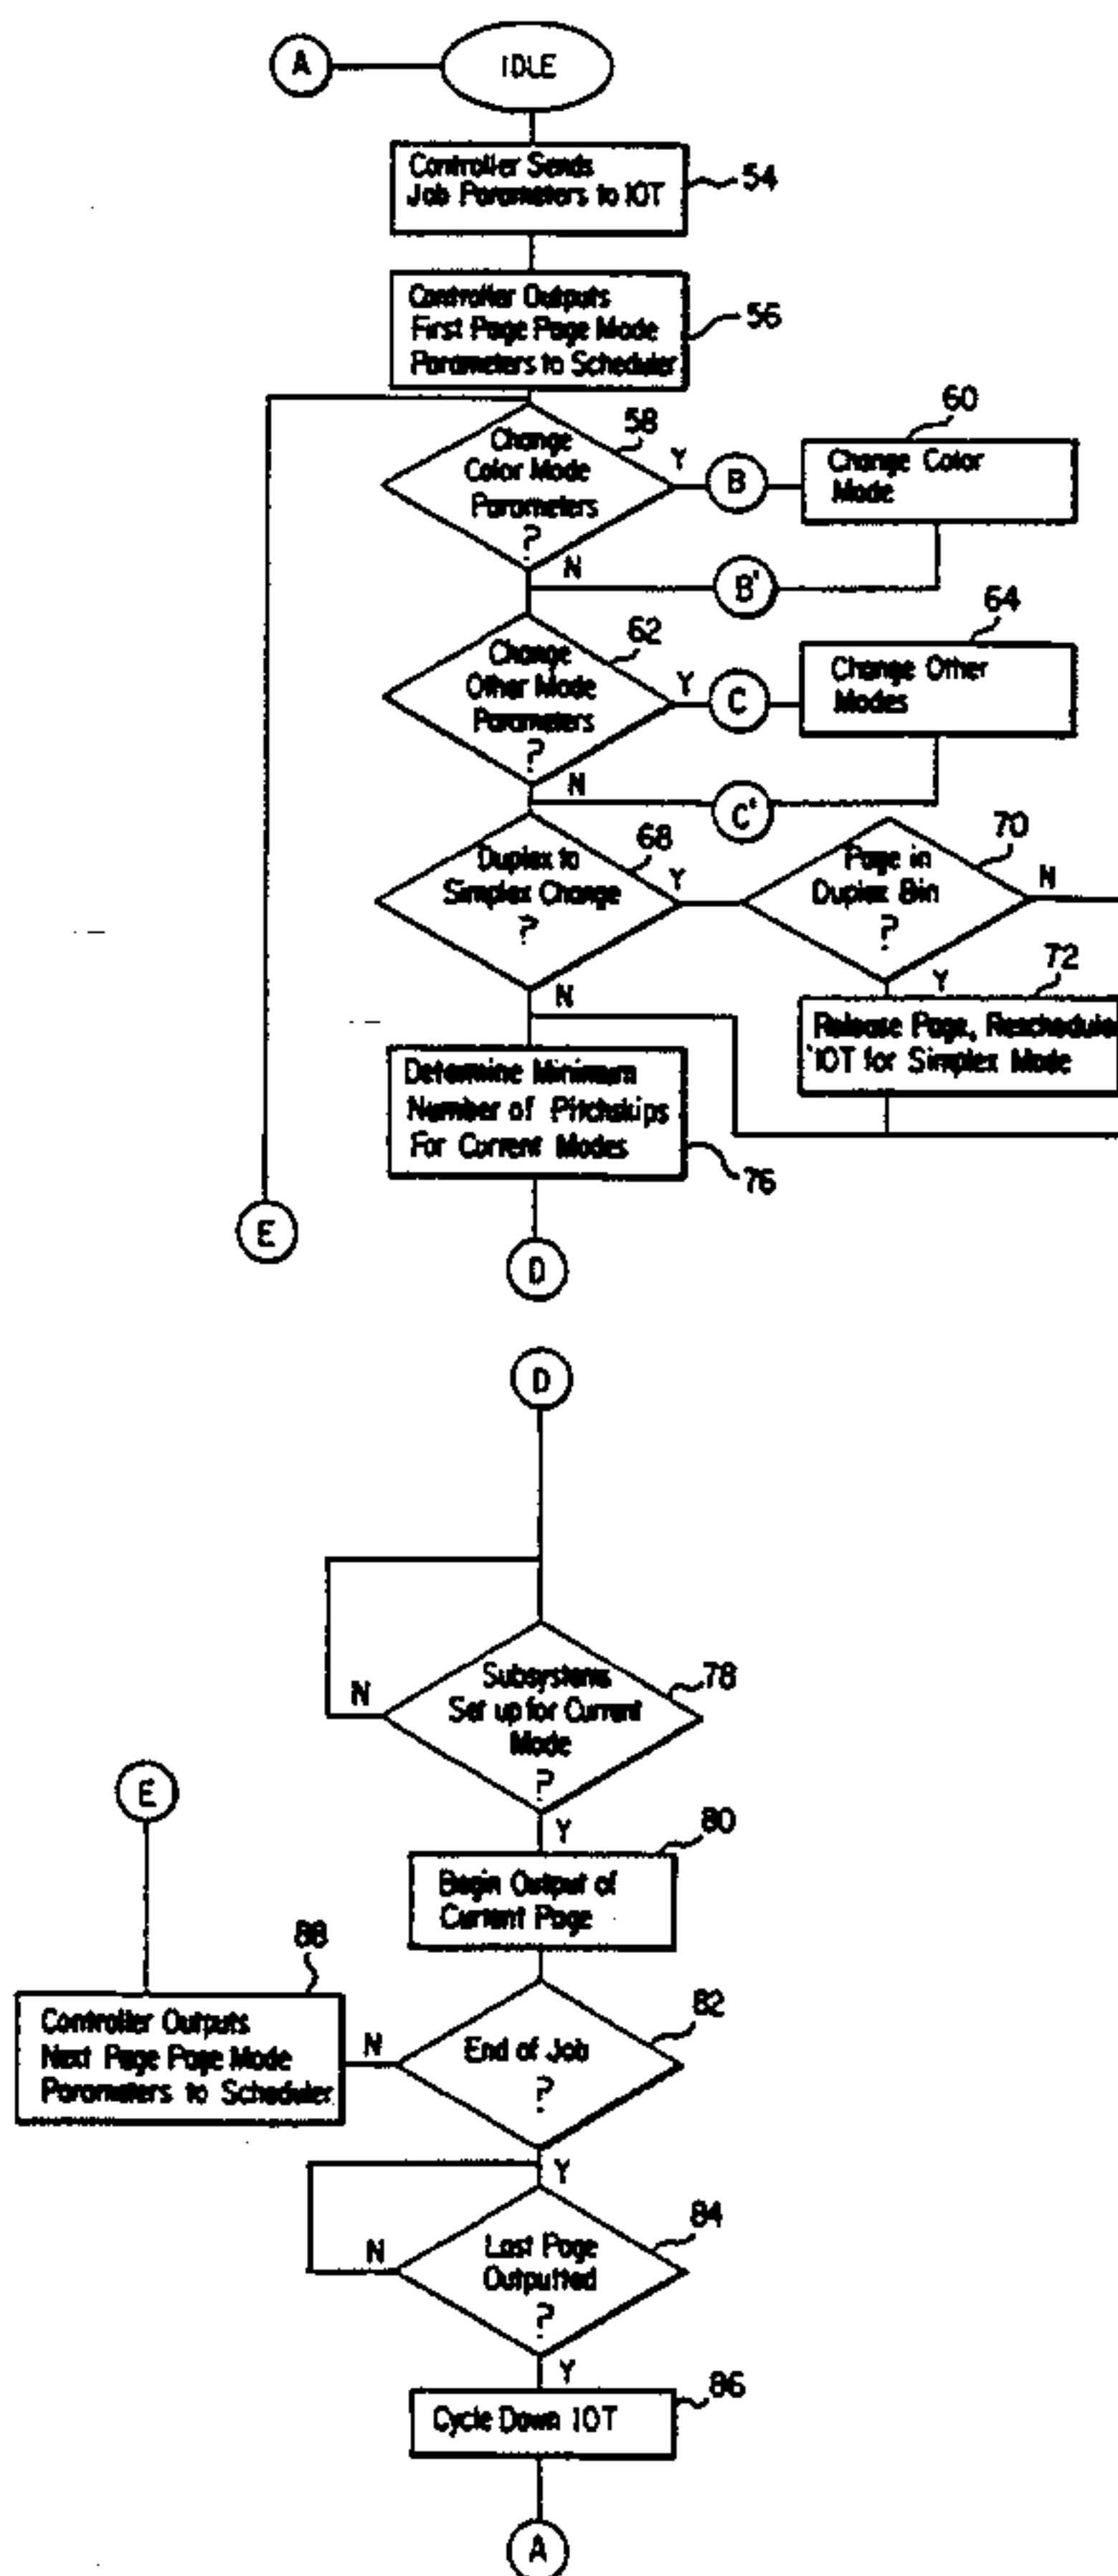 A
IDLE
Controller Sends
Job Parameters to IOT
54
Controller Outputs
First Page Page Mode
Parameters to Scheduler
56
Change
Color Mode
Parameters
?
58
Y
B
Change Color
Mode
60
N
B'
Change
Other Mode
Parameters
?
62
Y
C
Change Other
Modes
64
N
C'
Duplex to
Simplex Change
?
68
Y
Page in
Duplex Bin
?
70
N
Y
72
Release Page, Reschedule
IOT for Simplex Mode
N
Determine Minimum
Number of Pitchskips
For Current Modes
76
E
D
D
Subsystems
Set up for Current
Mode
?
78
N
Y
E
Begin Output of
Current Page
80
88
Controller Outputs
Next Page Page Mode
Parameters to Scheduler
N
End of Job
?
82
Y
Last Page
Outputted
?
84
N
Y
Cycle Down IOT
86
A